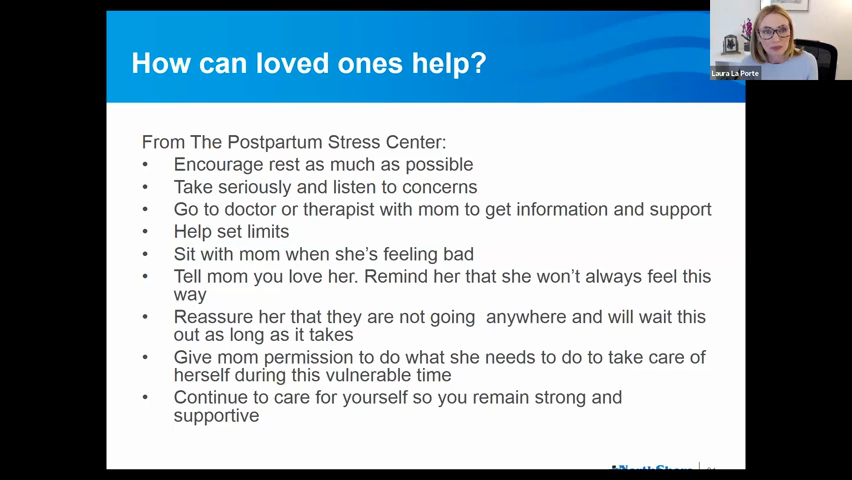 How can loved ones help?
Laura La Porte
From The Postpartum Stress Center:
• Encourage rest as much as possible
• Take seriously and listen to concerns
• Go to doctor or therapist with mom to get information and support
• Help set limits
• Sit with mom when she's feeling bad
• Tell mom you love her. Remind her that she won't always feel this
way
• Reassure her that they are not going  anywhere and will wait this
out as long as it takes
• Give mom permission to do what she needs to do to take care of
herself during this vulnerable time
• Continue to care for yourself so you remain strong and
supportive
NorthShore